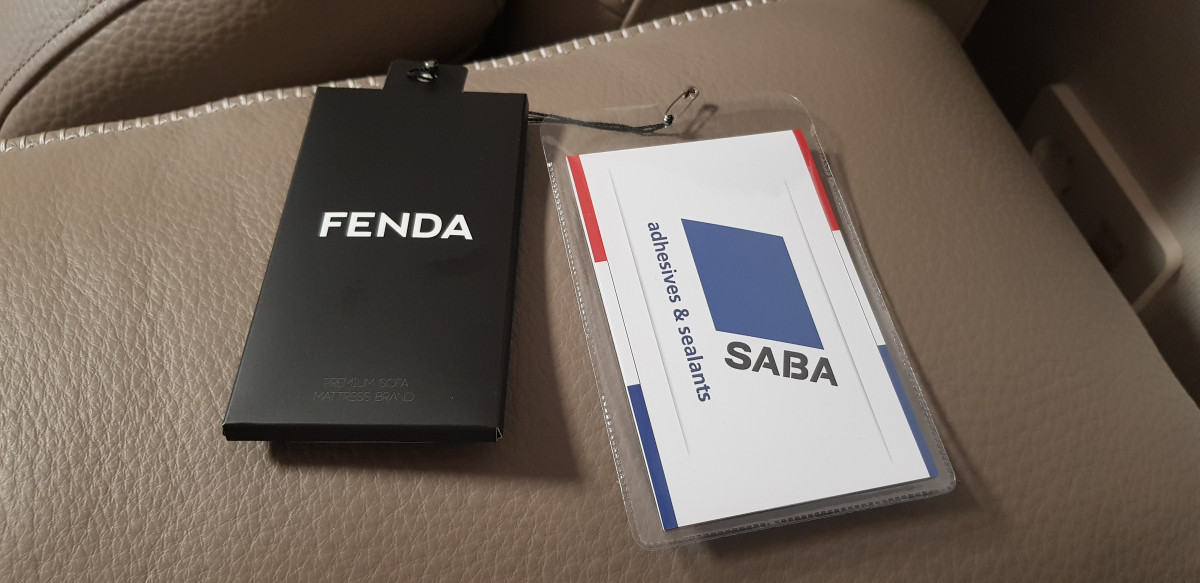 FENDA
PREMIUM SOFA
MATTRESS BRAND
adhesives & sealants
SABA